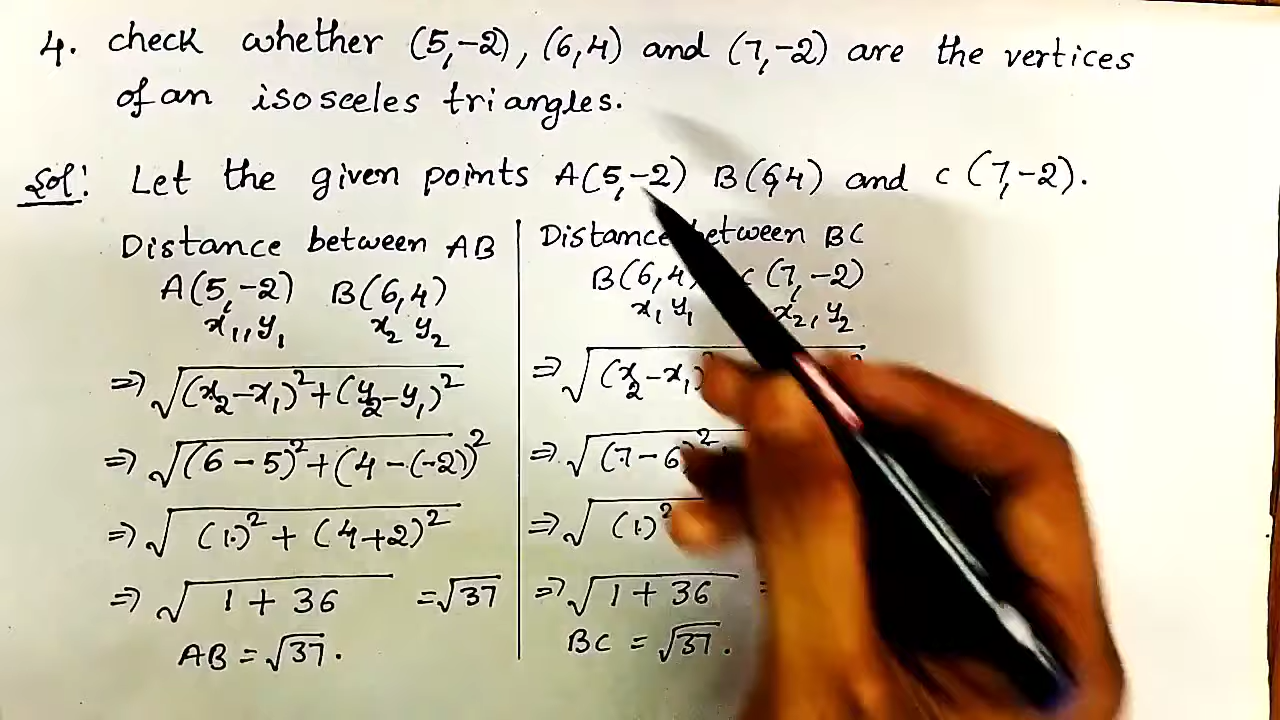 4. check whether (5,-2), (6,4) and (7,-2) are the vertices
of an isosceles triangles.
Sol: Let the given points A(5,-2) B(6,4) and C (7,-2).
Distance between AB
A(5,-2) B(6,4)
x₁, y₁ x₂ y₂
⇒ √(x₂-x₁)²+(y₂-y₁)²
⇒ √(6-5)²+(4-(-2))²
⇒ √(1)²+(4+2)²
⇒ √1+36 =√37
AB = √37.
Distance between BC
B(6,4) C (7,-2)
x₁ y₁ x₂, y₂
⇒ √(x₂-x₁)
⇒ √(7-6)²
⇒ √(1)²
⇒ √1+36 =
BC = √37.